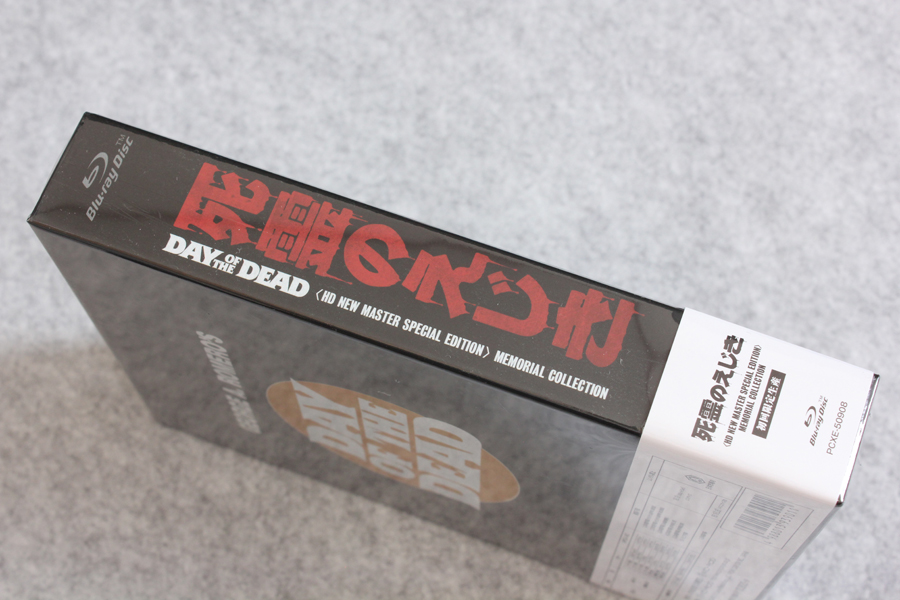 Blu-ray Disc™
死霊のえじき
DAY OF THE DEAD
〈HD NEW MASTER SPECIAL EDITION〉 MEMORIAL COLLECTION
DAY
OF THE
DEAD
死霊のえじき
〈HD NEW MASTER SPECIAL EDITION〉
MEMORIAL COLLECTION
初回限定生産
Blu-ray Disc™
PCXE-50908